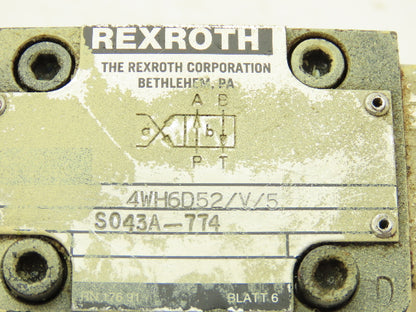 REXROTH
THE REXROTH CORPORATION
BETHLEHEM, PA
A B
a b
P T
4WH6D52/V/5
S043A-774
BLATT 6
D